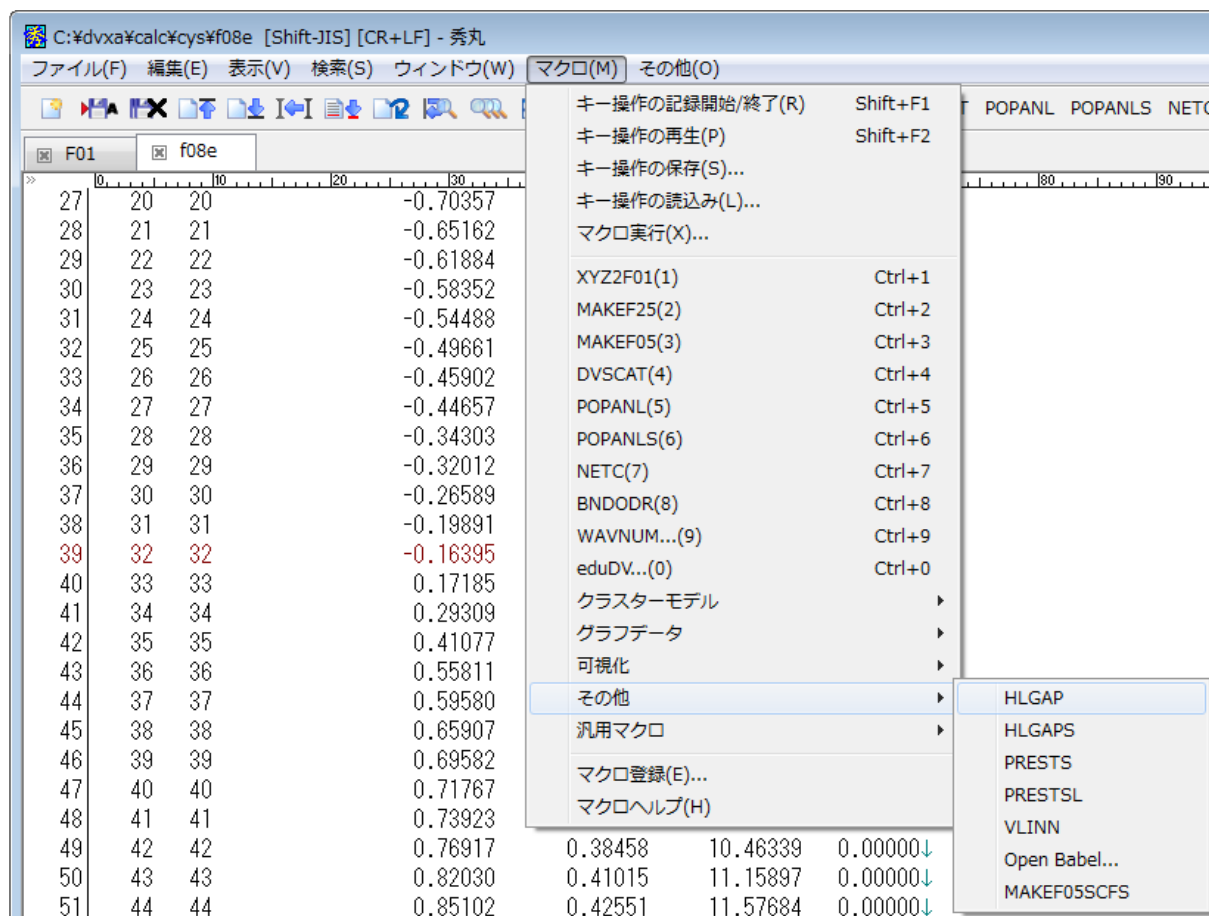 C:¥dvxa¥calc¥cys¥f08e [Shift-JIS] [CR+LF] - 秀丸
ファイル(F) 編集(E) 表示(V) 検索(S) ウィンドウ(W) マクロ(M) その他(O)
POPANL POPANLS
F01 f08e
0 10 20 30 80 90
27 20 20 -0.70357
28 21 21 -0.65162
29 22 22 -0.61884
30 23 23 -0.58352
31 24 24 -0.54488
32 25 25 -0.49661
33 26 26 -0.45902
34 27 27 -0.44657
35 28 28 -0.34303
36 29 29 -0.32012
37 30 30 -0.26589
38 31 31 -0.19891
39 32 32 -0.16395
40 33 33 0.17185
41 34 34 0.29309
42 35 35 0.41077
43 36 36 0.55811
44 37 37 0.59580
45 38 38 0.65907
46 39 39 0.69582
47 40 40 0.71767
48 41 41 0.73923
49 42 42 0.76917 0.38458 10.46339 0.00000↓
50 43 43 0.82030 0.41015 11.15897 0.00000↓
51 44 44 0.85102 0.42551 11.57684 0.00000↓
キー操作の記録開始/終了(R) Shift+F1
キー操作の再生(P) Shift+F2
キー操作の保存(S)...
キー操作の読込み(L)...
マクロ実行(X)...
XYZ2F01(1) Ctrl+1
MAKEF25(2) Ctrl+2
MAKEF05(3) Ctrl+3
DVSCAT(4) Ctrl+4
POPANL(5) Ctrl+5
POPANLS(6) Ctrl+6
NETC(7) Ctrl+7
BNDODR(8) Ctrl+8
WAVNUM...(9) Ctrl+9
eduDV...(0) Ctrl+0
クラスターモデル
グラフデータ
可視化
その他
汎用マクロ
マクロ登録(E)...
マクロヘルプ(H)
HLGAP
HLGAPS
PRESTS
PRESTSL
VLINN
Open Babel...
MAKEF05SCFS